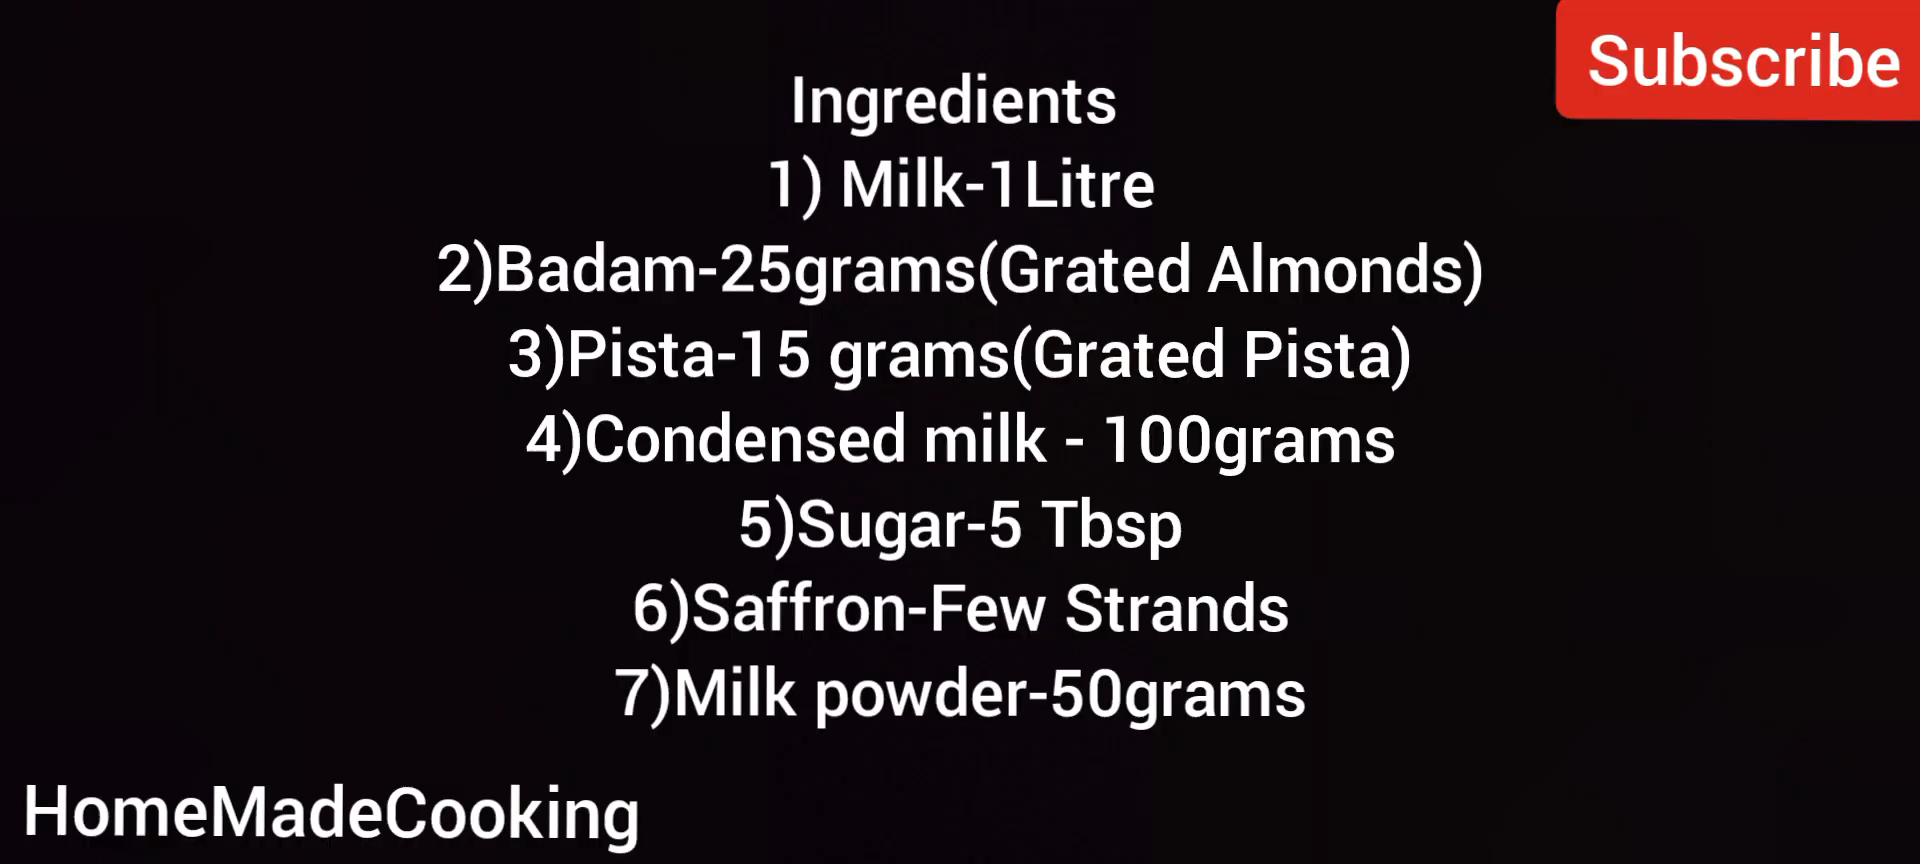 Subscribe
Ingredients
1) Milk-1Litre
2)Badam-25grams(Grated Almonds)
3)Pista-15 grams(Grated Pista)
4)Condensed milk - 100grams
5)Sugar-5 Tbsp
6)Saffron-Few Strands
7)Milk powder-50grams
HomeMadeCooking